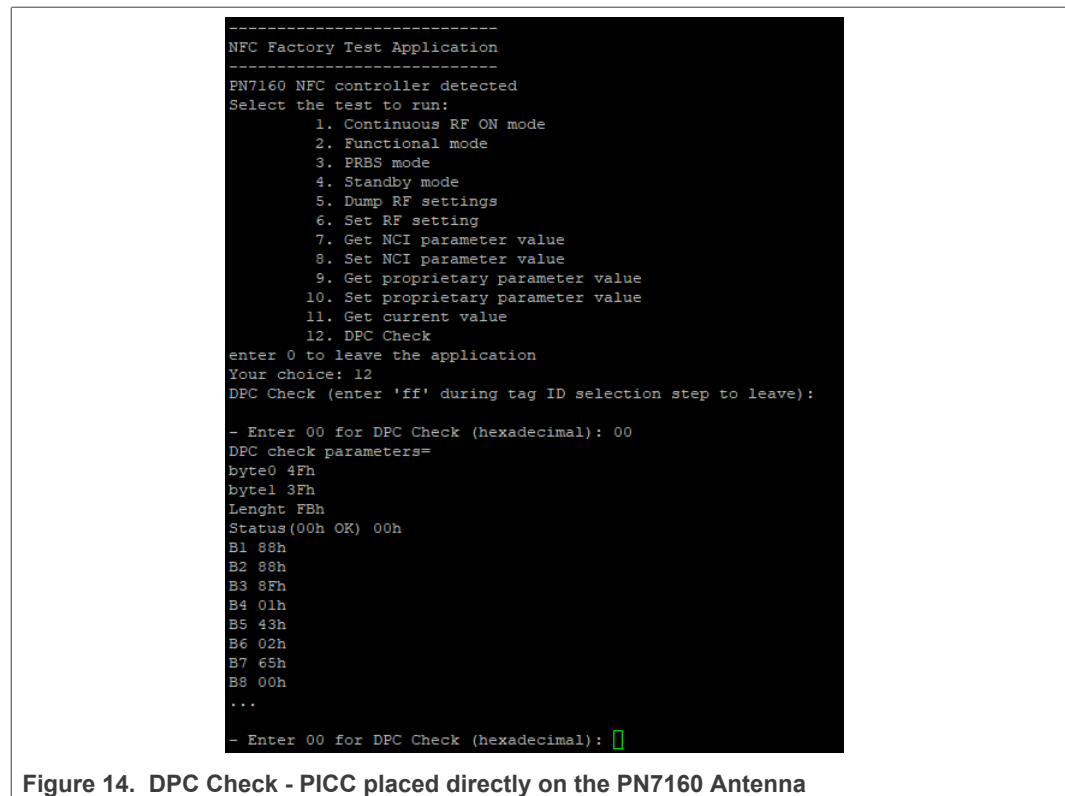 ----------------------------
NFC Factory Test Application
----------------------------
PN7160 NFC controller detected
Select the test to run:
1. Continuous RF ON mode
2. Functional mode
3. PRBS mode
4. Standby mode
5. Dump RF settings
6. Set RF setting
7. Get NCI parameter value
8. Set NCI parameter value
9. Get proprietary parameter value
10. Set proprietary parameter value
11. Get current value
12. DPC Check
enter 0 to leave the application
Your choice: 12
DPC Check (enter 'ff' during tag ID selection step to leave):
- Enter 00 for DPC Check (hexadecimal): 00
DPC check parameters=
byte0 4Fh
byte1 3Fh
Lenght FBh
Status(00h OK) 00h
B1 88h
B2 88h
B3 8Fh
B4 01h
B5 43h
B6 02h
B7 65h
B8 00h
...
- Enter 00 for DPC Check (hexadecimal):
Figure 14. DPC Check - PICC placed directly on the PN7160 Antenna